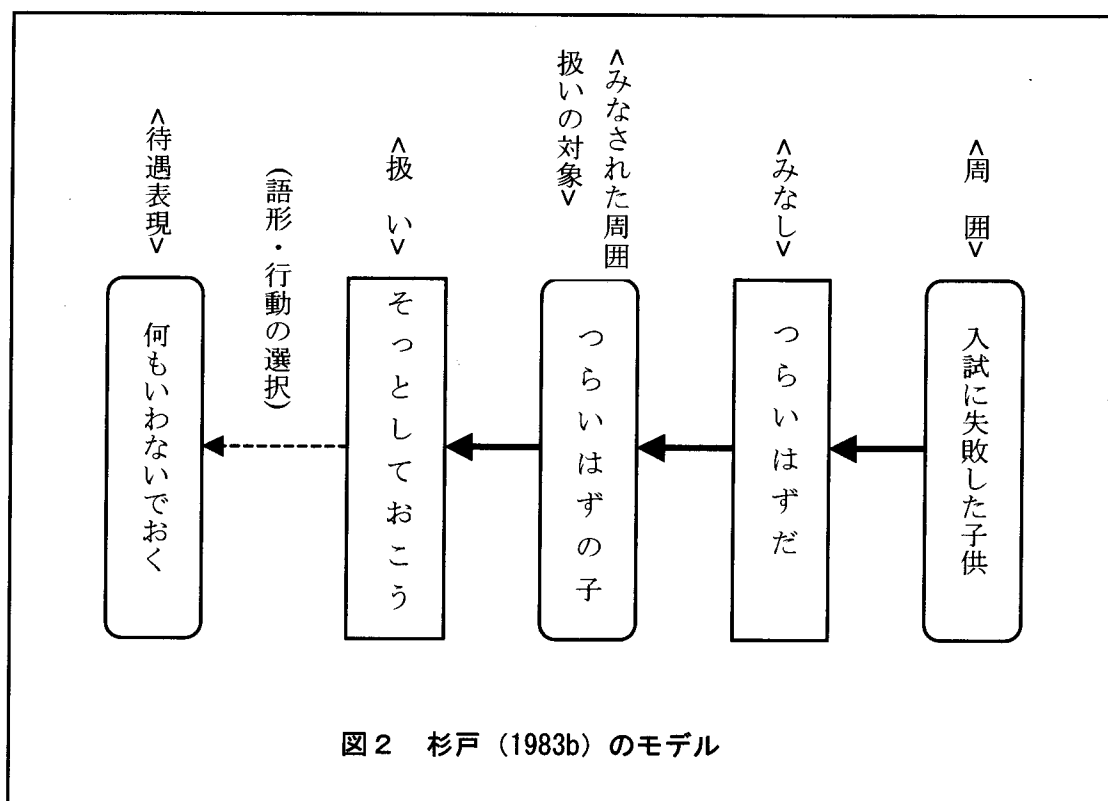 <周　囲>
入試に失敗した子供
<みなし>
つらいはずだ
<みなされた周囲
扱いの対象>
つらいはずの子
<扱　い>
そっとしておこう
(語形・行動の選択)
<待遇表現>
何もいわないでおく
図２　杉戸（1983b）のモデル